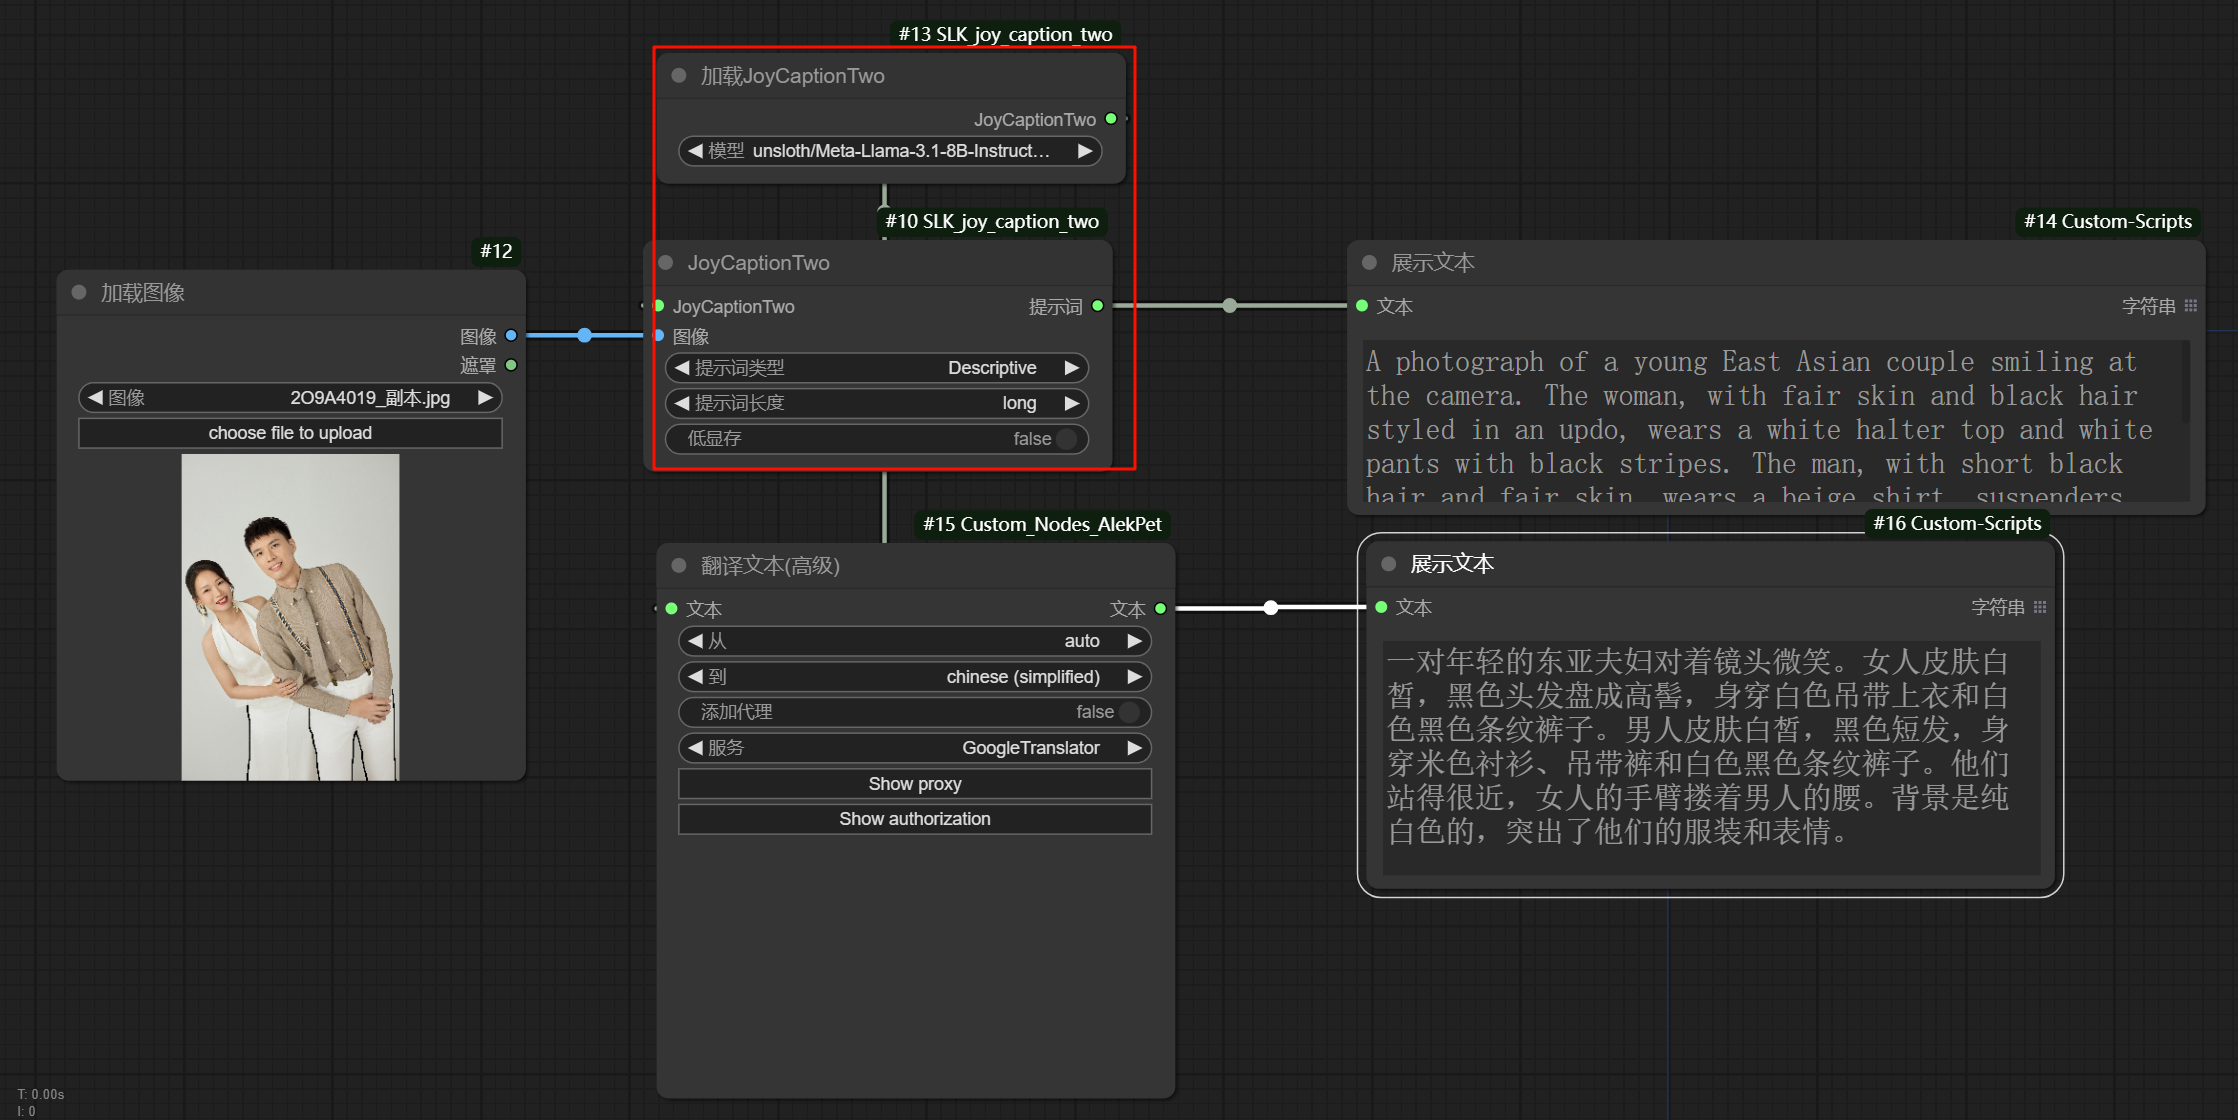 #13 SLK_joy_caption_two
加载JoyCaptionTwo
JoyCaptionTwo
模型 unsloth/Meta-Llama-3.1-8B-Instruct...
#10 SLK_joy_caption_two
JoyCaptionTwo
JoyCaptionTwo 提示词
图像
提示词类型 Descriptive
提示词长度 long
低显存 false
#12
加载图像
图像
遮罩
图像 2O9A4019_副本.jpg
choose file to upload
#14 Custom-Scripts
展示文本
文本 字符串
A photograph of a young East Asian couple smiling at
the camera. The woman, with fair skin and black hair
styled in an updo, wears a white halter top and white
pants with black stripes. The man, with short black
hair and fair skin, wears a beige shirt, suspenders,
#15 Custom_Nodes_AlekPet
翻译文本(高级)
文本 文本
从 auto
到 chinese (simplified)
添加代理 false
服务 GoogleTranslator
Show proxy
Show authorization
#16 Custom-Scripts
展示文本
文本 字符串
一对年轻的东亚夫妇对着镜头微笑。女人皮肤白
皙，黑色头发盘成高髻，身穿白色吊带上衣和白
色黑色条纹裤子。男人皮肤白皙，黑色短发，身
穿米色衬衫、吊带裤和白色黑色条纹裤子。他们
站得很近，女人的手臂搂着男人的腰。背景是纯
白色的，突出了他们的服装和表情。
T: 0.00s
I: 0